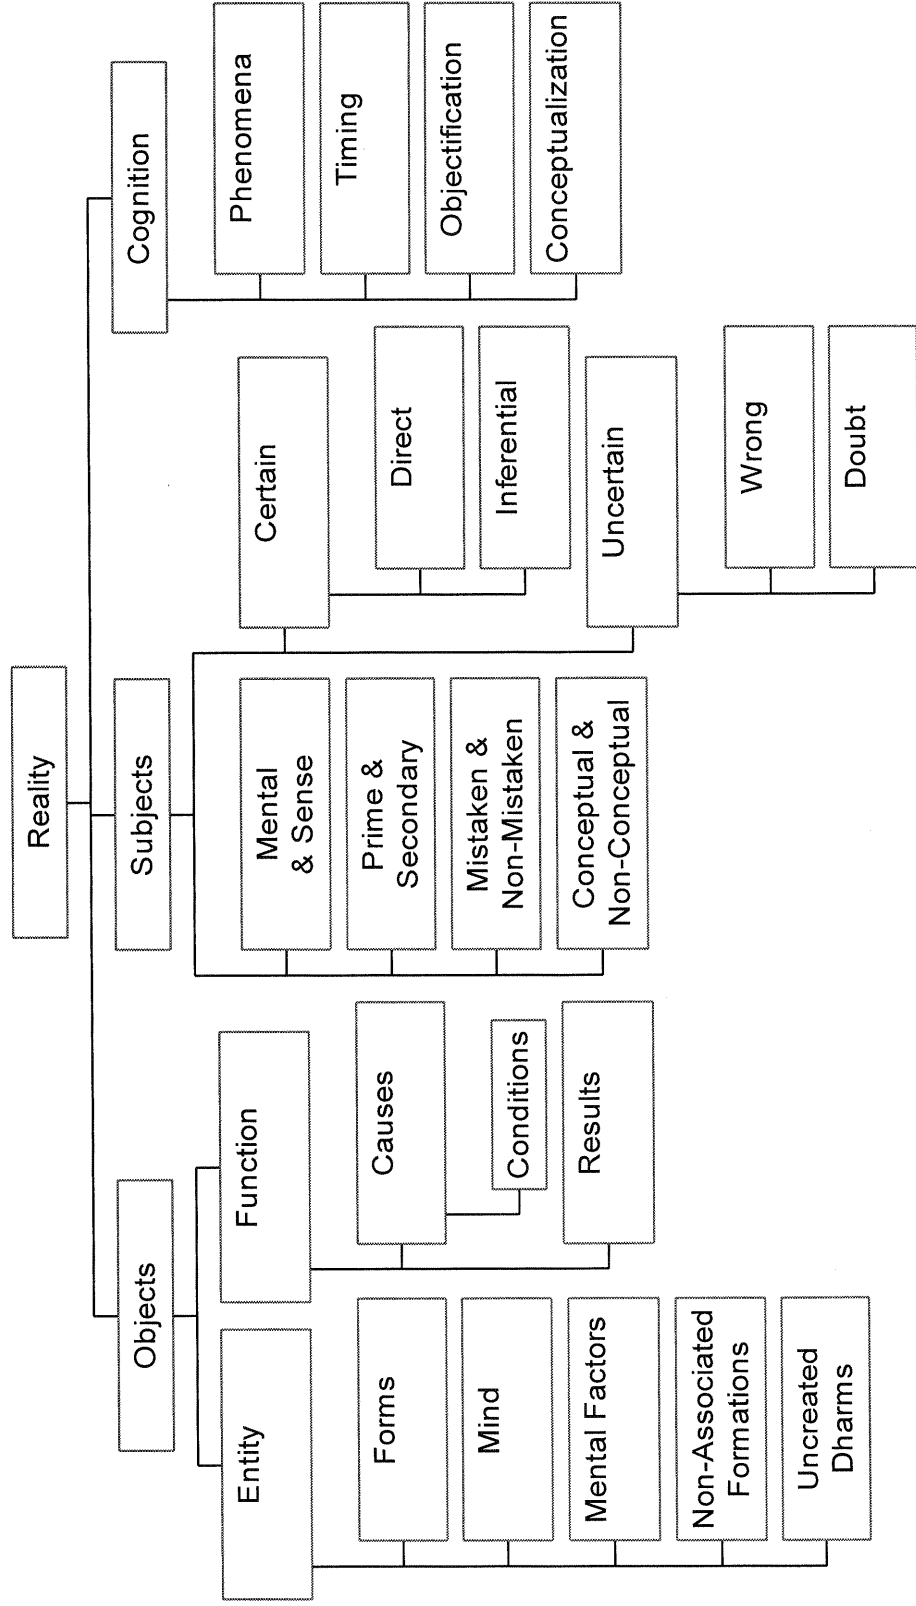 Reality
Objects
Entity
Forms
Mind
Mental Factors
Non-Associated
Formations
Uncreated
Dharms
Function
Causes
Conditions
Results
Subjects
Mental
& Sense
Prime &
Secondary
Mistaken &
Non-Mistaken
Conceptual &
Non-Conceptual
Certain
Direct
Inferential
Uncertain
Wrong
Doubt
Cognition
Phenomena
Timing
Objectification
Conceptualization